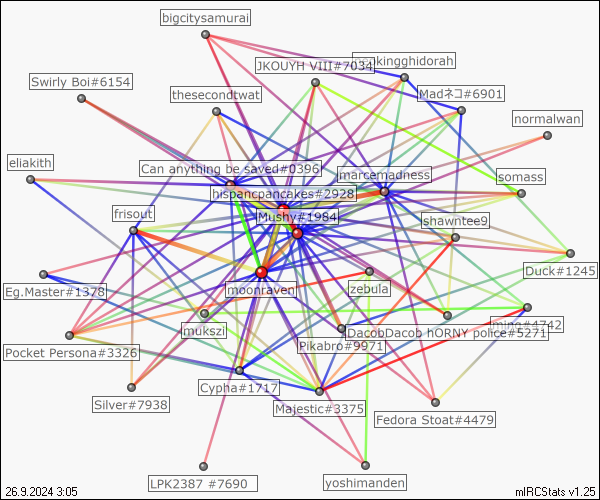 bigcitysamurai
JKOUYH VIII#7034
kingghidorah
Swirly Boi#6154
thesecondtwat
Madネコ#6901
normalwan
eliakith
Can anything be saved#0396
marcemadness
somass
hispancpancakes#2928
frisout
Mushy#1984
shawntee9
Duck#1245
Eg.Master#1378
moonraven
zebula
mukszi
DacobDacob hORNY police#5271
#4742
Pocket Persona#3326
Pikabro#9971
Cypha#1717
Silver#7938
Majestic#3375
Fedora Stoat#4479
LPK2387 #7690
yoshimanden
26.9.2024 3:05
mIRCStats v1.25